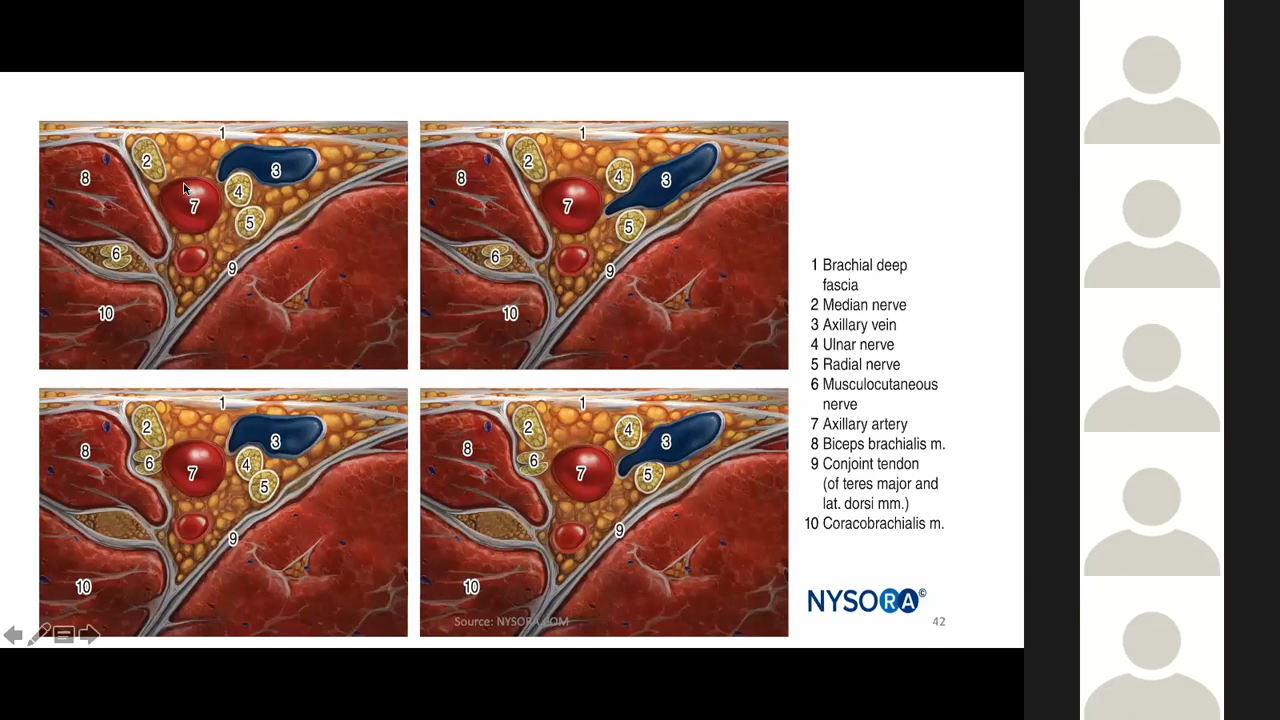 1
2
3
8
4
7
5
6
9
10
1
2
3
8
4
7
5
6
9
10
1
2
3
8
6
4
7
5
9
10
1
2
4
3
8
6
7
5
9
10
Source: NYSORA.COM
1 Brachial deep
fascia
2 Median nerve
3 Axillary vein
4 Ulnar nerve
5 Radial nerve
6 Musculocutaneous
nerve
7 Axillary artery
8 Biceps brachialis m.
9 Conjoint tendon
(of teres major and
lat. dorsi mm.)
10 Coracobrachialis m.
NYSORA©
42